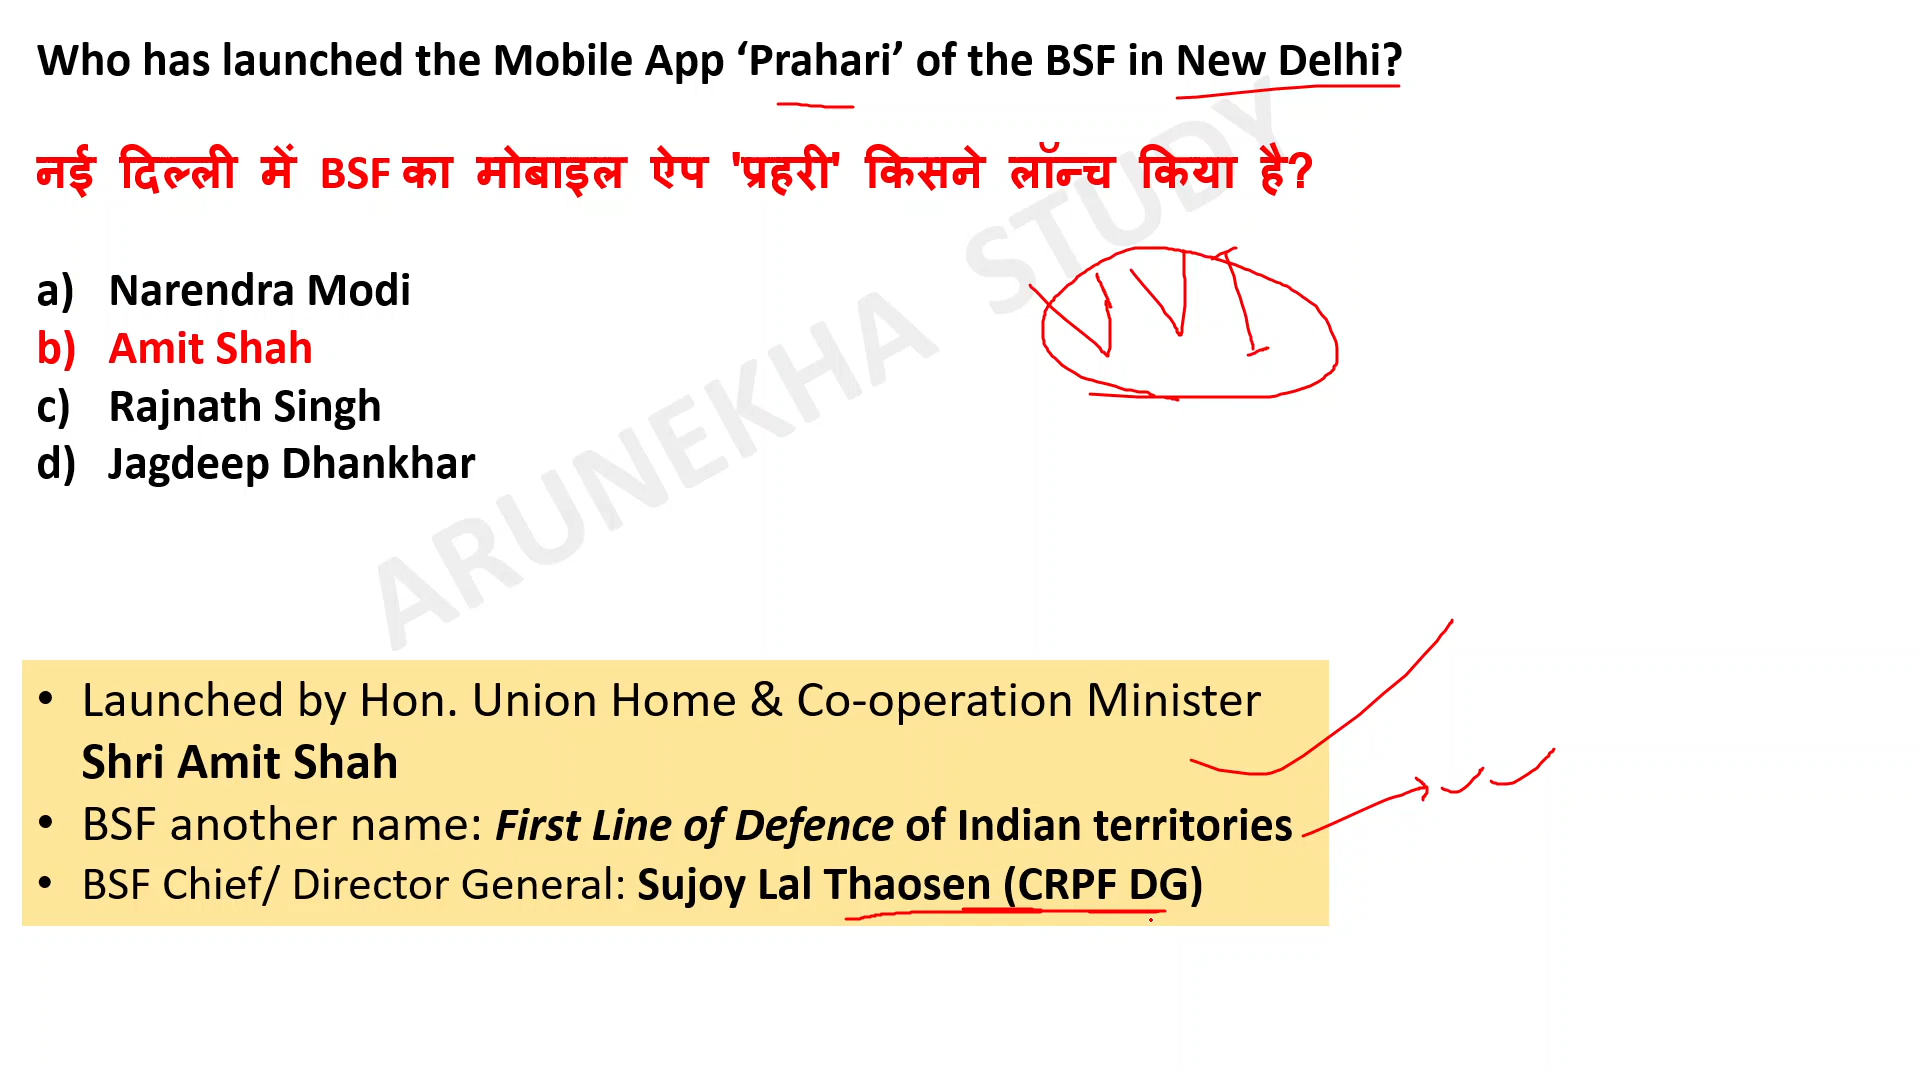 Who has launched the Mobile App ‘Prahari’ of the BSF in New Delhi?
नई दिल्ली में BSF का मोबाइल ऐप 'प्रहरी' किसने लॉन्च किया है?
VVI
a) Narendra Modi
b) Amit Shah
c) Rajnath Singh
d) Jagdeep Dhankhar
ARUNEKHA STUDY
• Launched by Hon. Union Home & Co-operation Minister
Shri Amit Shah
• BSF another name: First Line of Defence of Indian territories
• BSF Chief/ Director General: Sujoy Lal Thaosen (CRPF DG)